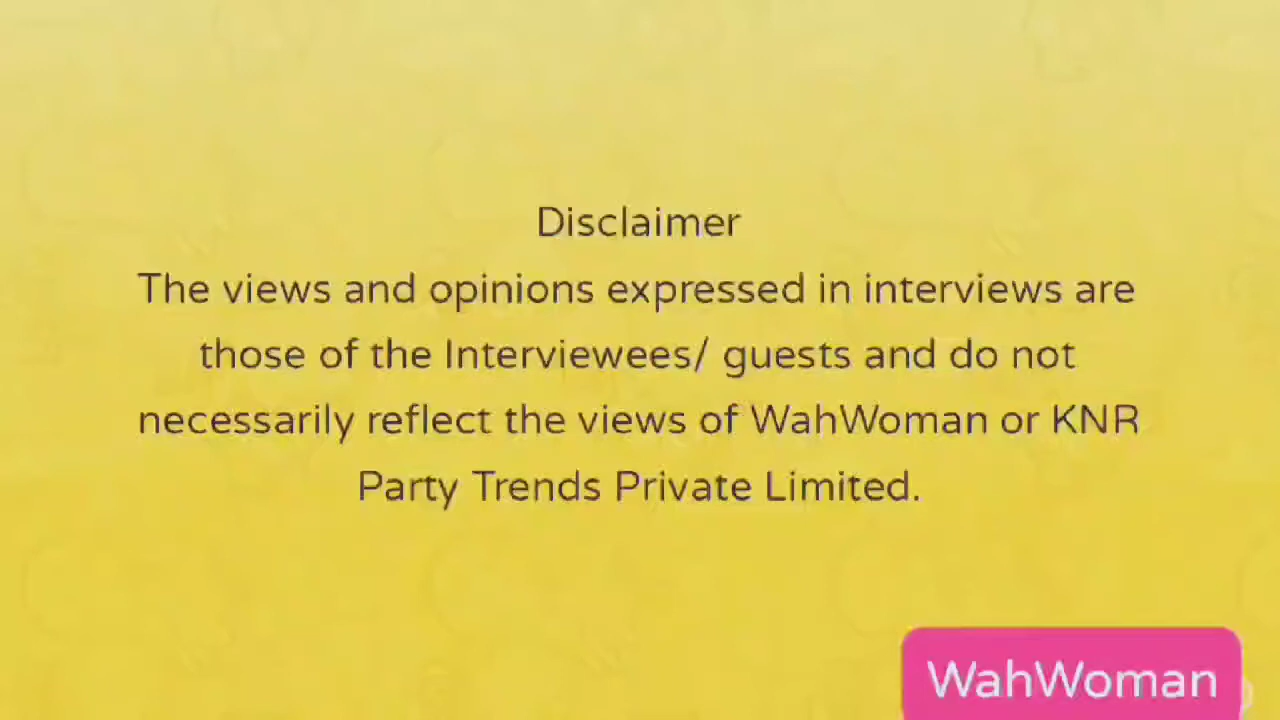 Disclaimer
The views and opinions expressed in interviews are
those of the Interviewees/ guests and do not
necessarily reflect the views of WahWoman or KNR
Party Trends Private Limited.
WahWoman